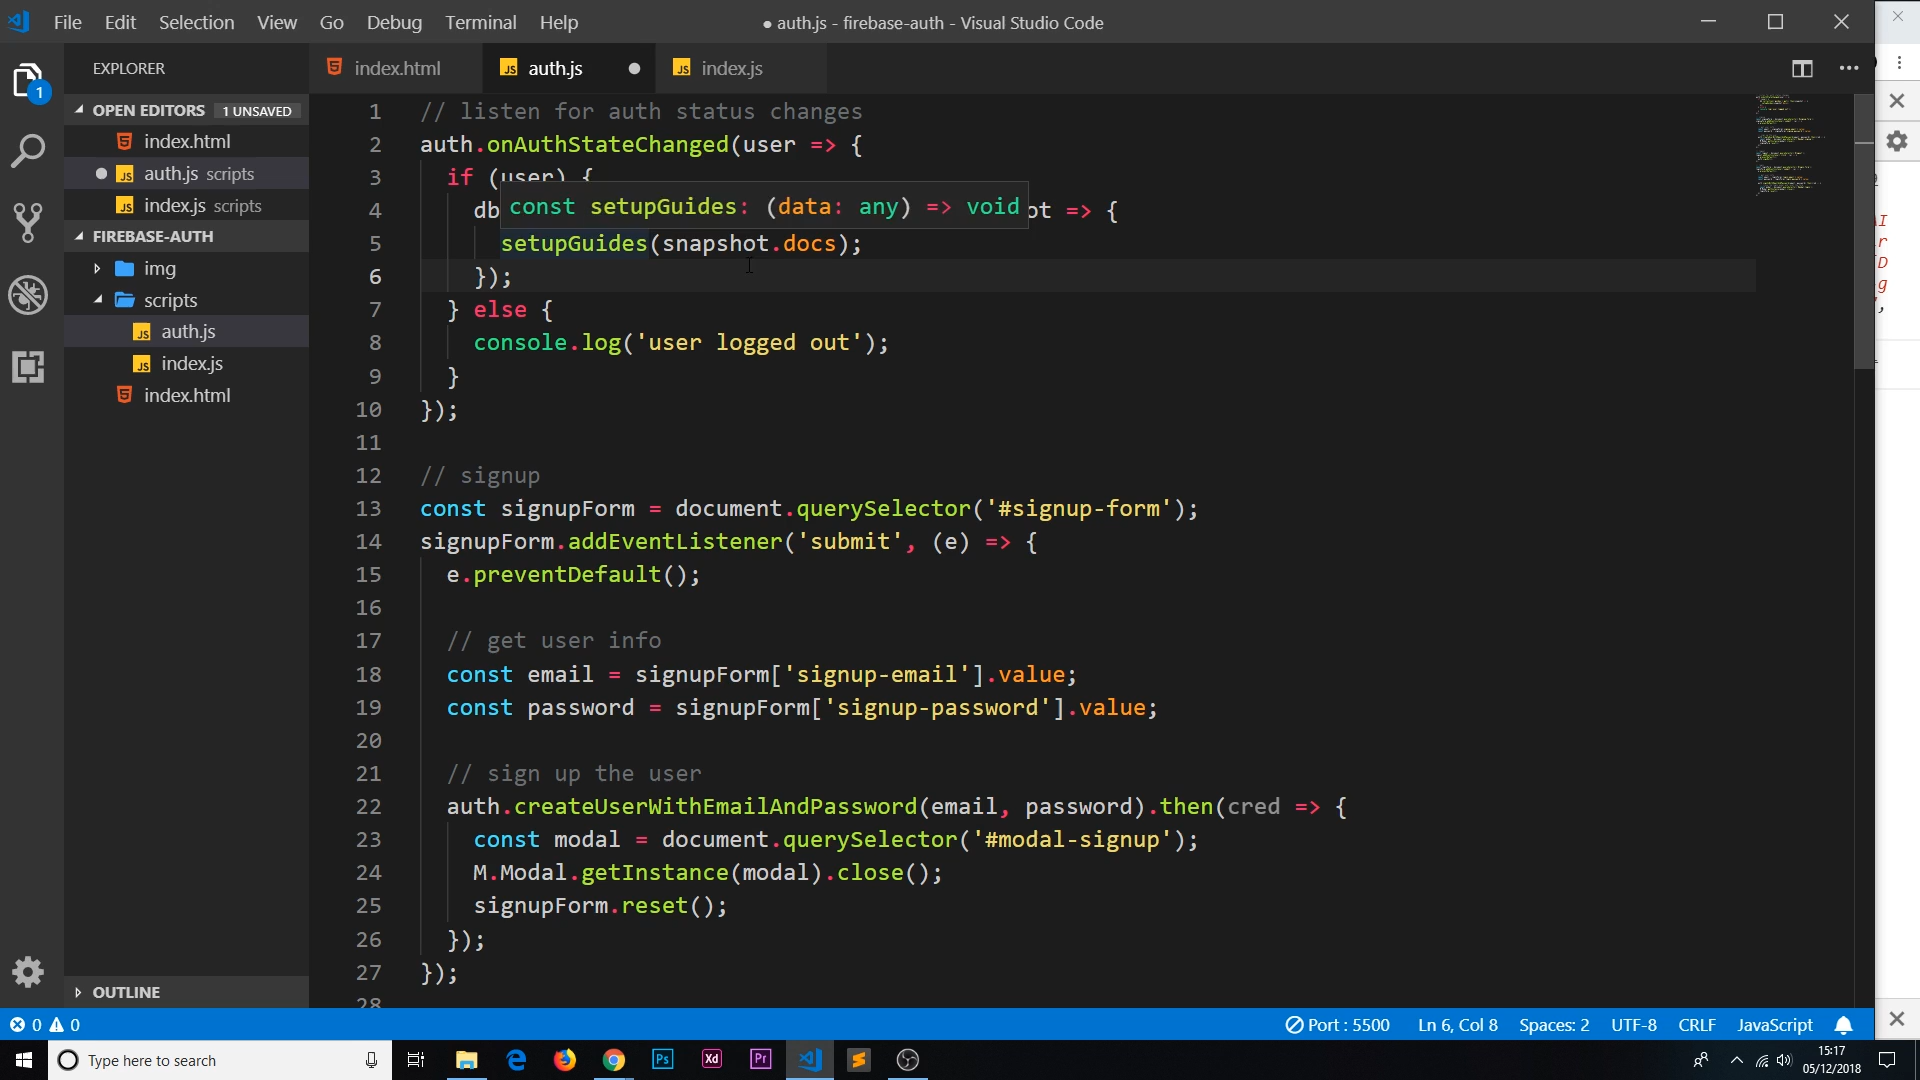 File Edit Selection View Go Debug Terminal Help
● auth.js - firebase-auth - Visual Studio Code
EXPLORER
OPEN EDITORS 1 UNSAVED
index.html
auth.js scripts
index.js scripts
FIREBASE-AUTH
img
scripts
auth.js
index.js
index.html
OUTLINE
1
index.html
JS auth.js
JS index.js
1 // listen for auth status changes
2 auth.onAuthStateChanged(user => {
3 if (user) {
const setupGuides: (data: any) => void
4 db ot => {
5 setupGuides(snapshot.docs);
6 });
7 } else {
8 console.log('user logged out');
9 }
10 });
11
12 // signup
13 const signupForm = document.querySelector('#signup-form');
14 signupForm.addEventListener('submit', (e) => {
15 e.preventDefault();
16
17 // get user info
18 const email = signupForm['signup-email'].value;
19 const password = signupForm['signup-password'].value;
20
21 // sign up the user
22 auth.createUserWithEmailAndPassword(email, password).then(cred => {
23 const modal = document.querySelector('#modal-signup');
24 M.Modal.getInstance(modal).close();
25 signupForm.reset();
26 });
27 });
28
0 0
Port : 5500 Ln 6, Col 8 Spaces: 2 UTF-8 CRLF JavaScript
Type here to search
Ps Xd Pr
15:17
05/12/2018